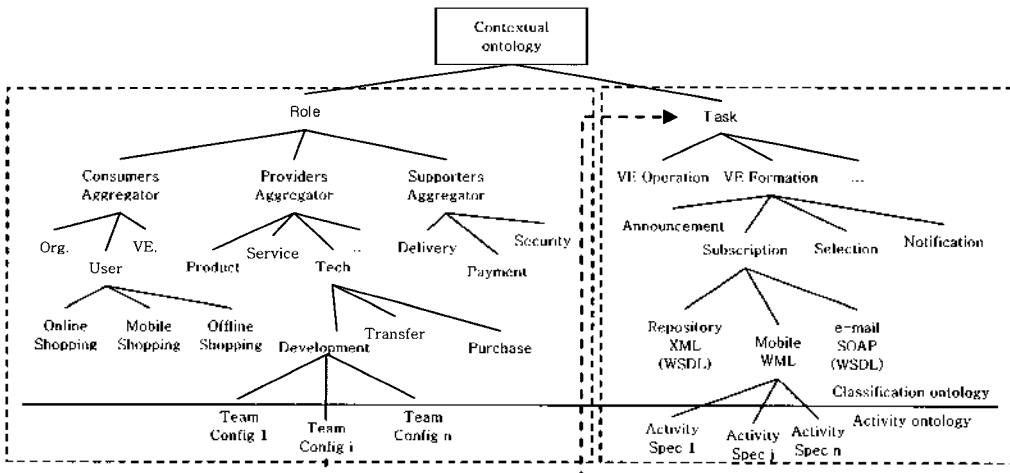 Contextual
ontology
Role
Task
Consumers
Aggregator
Providers
Aggregator
Supporters
Aggregator
VE Operation
VE Formation
...
Org.
User
VE.
Product
Service
Tech
..
Delivery
Payment
Security
Announcement
Subscription
Selection
Notification
Online
Shopping
Mobile
Shopping
Offline
Shopping
Development
Transfer
Purchase
Repository
XML
(WSDL)
Mobile
WML
e-mail
SOAP
(WSDL)
Classification ontology
Activity ontology
Team
Config 1
Team
Config i
Team
Config n
Activity
Spec 1
Activity
Spec j
Activity
Spec n